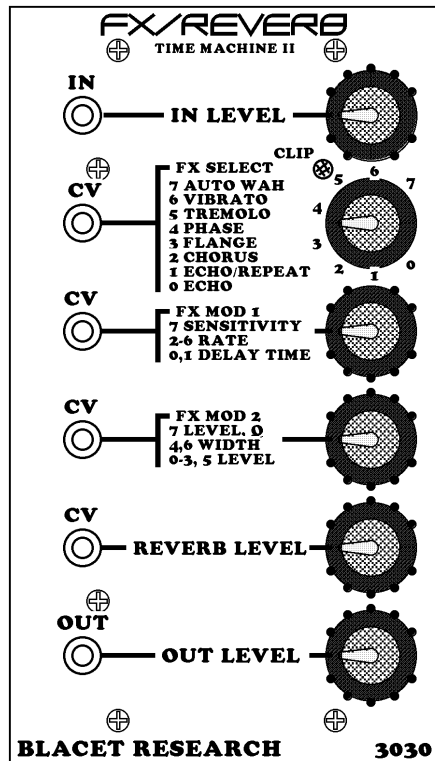 FX/REVERB
TIME MACHINE II
IN
IN LEVEL
CLIP
CV
FX SELECT
7 AUTO WAH
6 VIBRATO
5 TREMOLO
4 PHASE
3 FLANGE
2 CHORUS
1 ECHO/REPEAT
0 ECHO
0
1
2
3
4
5
6
7
CV
FX MOD 1
7 SENSITIVITY
2-6 RATE
0,1 DELAY TIME
CV
FX MOD 2
7 LEVEL, Q
4,6 WIDTH
0-3, 5 LEVEL
CV
REVERB LEVEL
OUT
OUT LEVEL
BLACET RESEARCH 3030